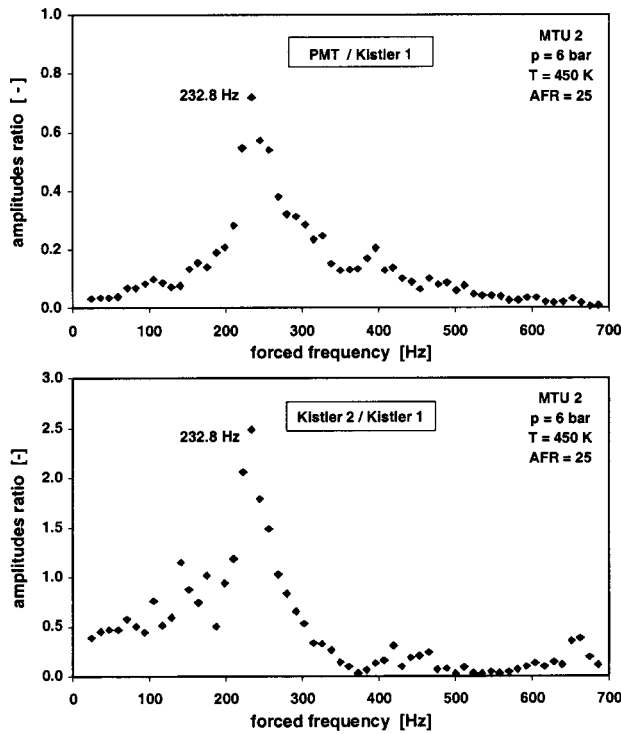 1.0
MTU 2
PMT / Kistler 1
p = 6 bar
T = 450 K
0.8
232.8 Hz
AFR = 25
amplitudes ratio [ - ]
0.6
0.4
0.2
0.0
0 100 200 300 400 500 600 700
forced frequency [Hz]
3.0
MTU 2
Kistler 2 / Kistler 1
p = 6 bar
2.5
232.8 Hz
T = 450 K
AFR = 25
amplitudes ratio [-]
2.0
1.5
1.0
0.5
0.0
0 100 200 300 400 500 600 700
forced frequency [Hz]